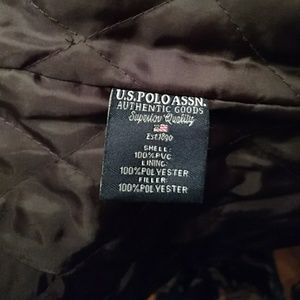 U.S. POLO ASSN.
AUTHENTIC GOODS
Superior Quality
Est 1890
SHELL:
100% PVC
LINING:
100% POLYESTER
FILLER:
100% POLYESTER